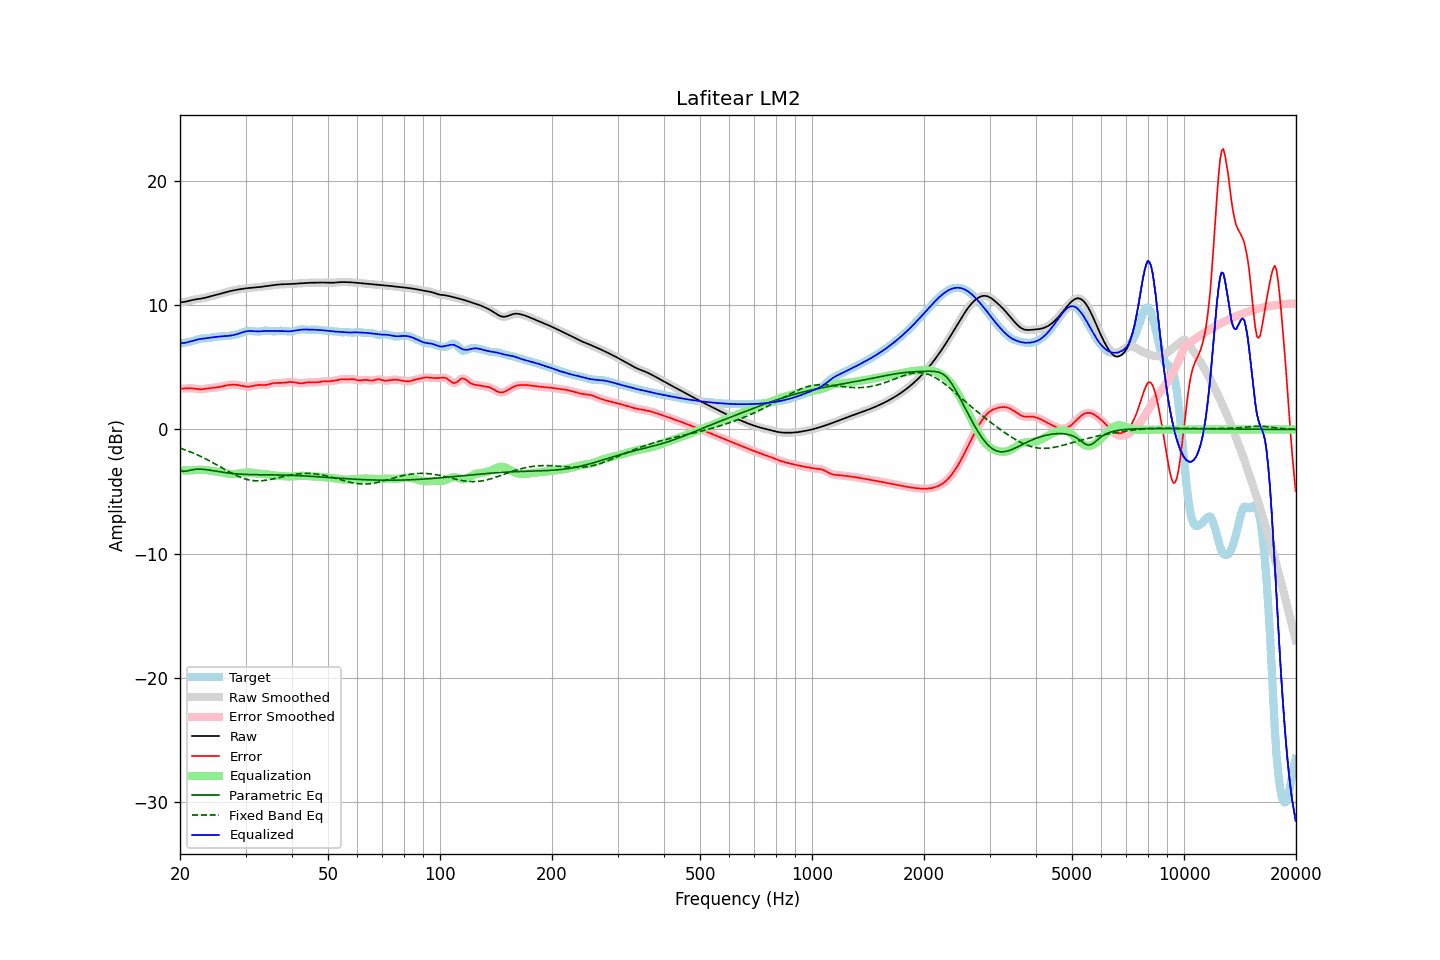 Lafitear LM2
Amplitude (dBr)
20
10
0
−10
−20
−30
Target
Raw Smoothed
Error Smoothed
Raw
Error
Equalization
Parametric Eq
Fixed Band Eq
Equalized
20 50 100 200 500 1000 2000 5000 10000 20000
Frequency (Hz)